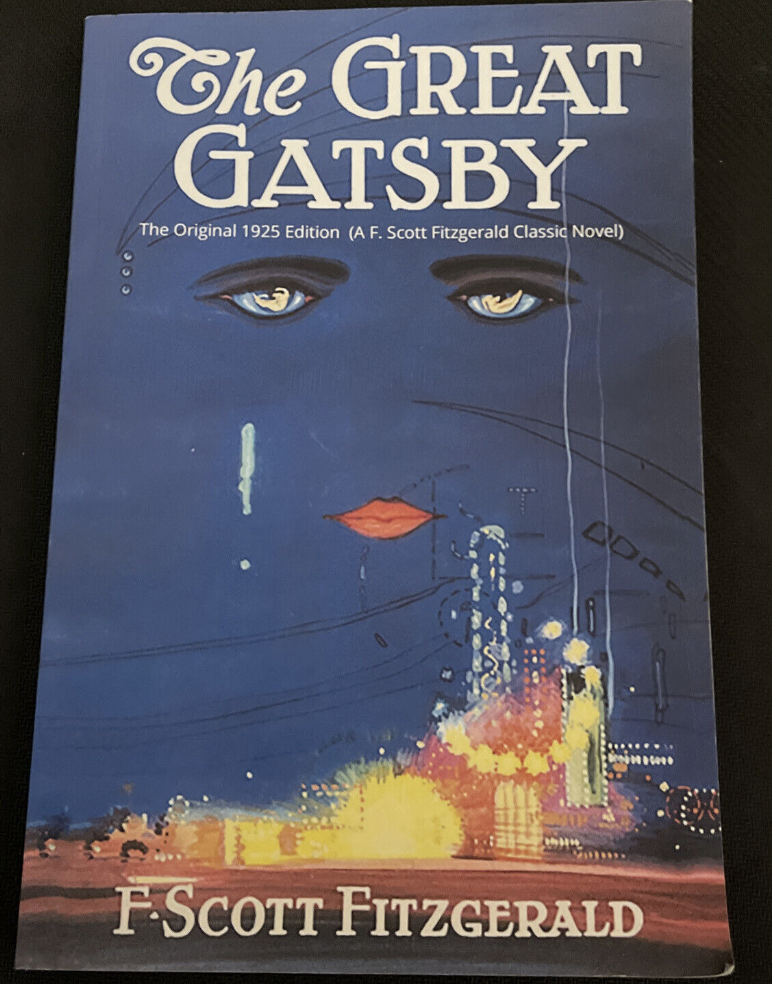 The GREAT
GATSBY
The Original 1925 Edition (A F. Scott Fitzgerald Classic Novel)
F·SCOTT FITZGERALD